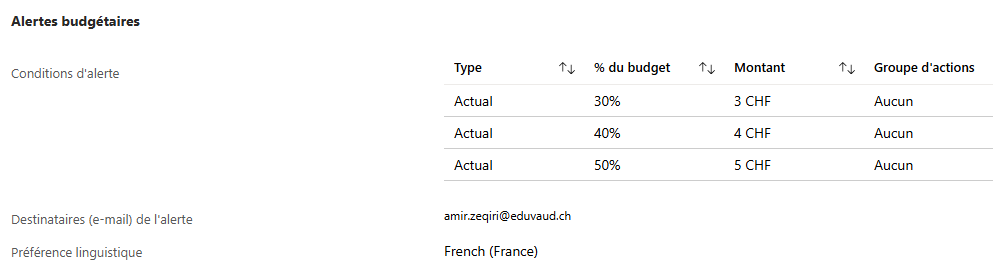 Alertes budgétaires
Conditions d'alerte
Type % du budget Montant Groupe d'actions
Actual 30% 3 CHF Aucun
Actual 40% 4 CHF Aucun
Actual 50% 5 CHF Aucun
Destinataires (e-mail) de l'alerte amir.zeqiri@eduvaud.ch
Préférence linguistique French (France)